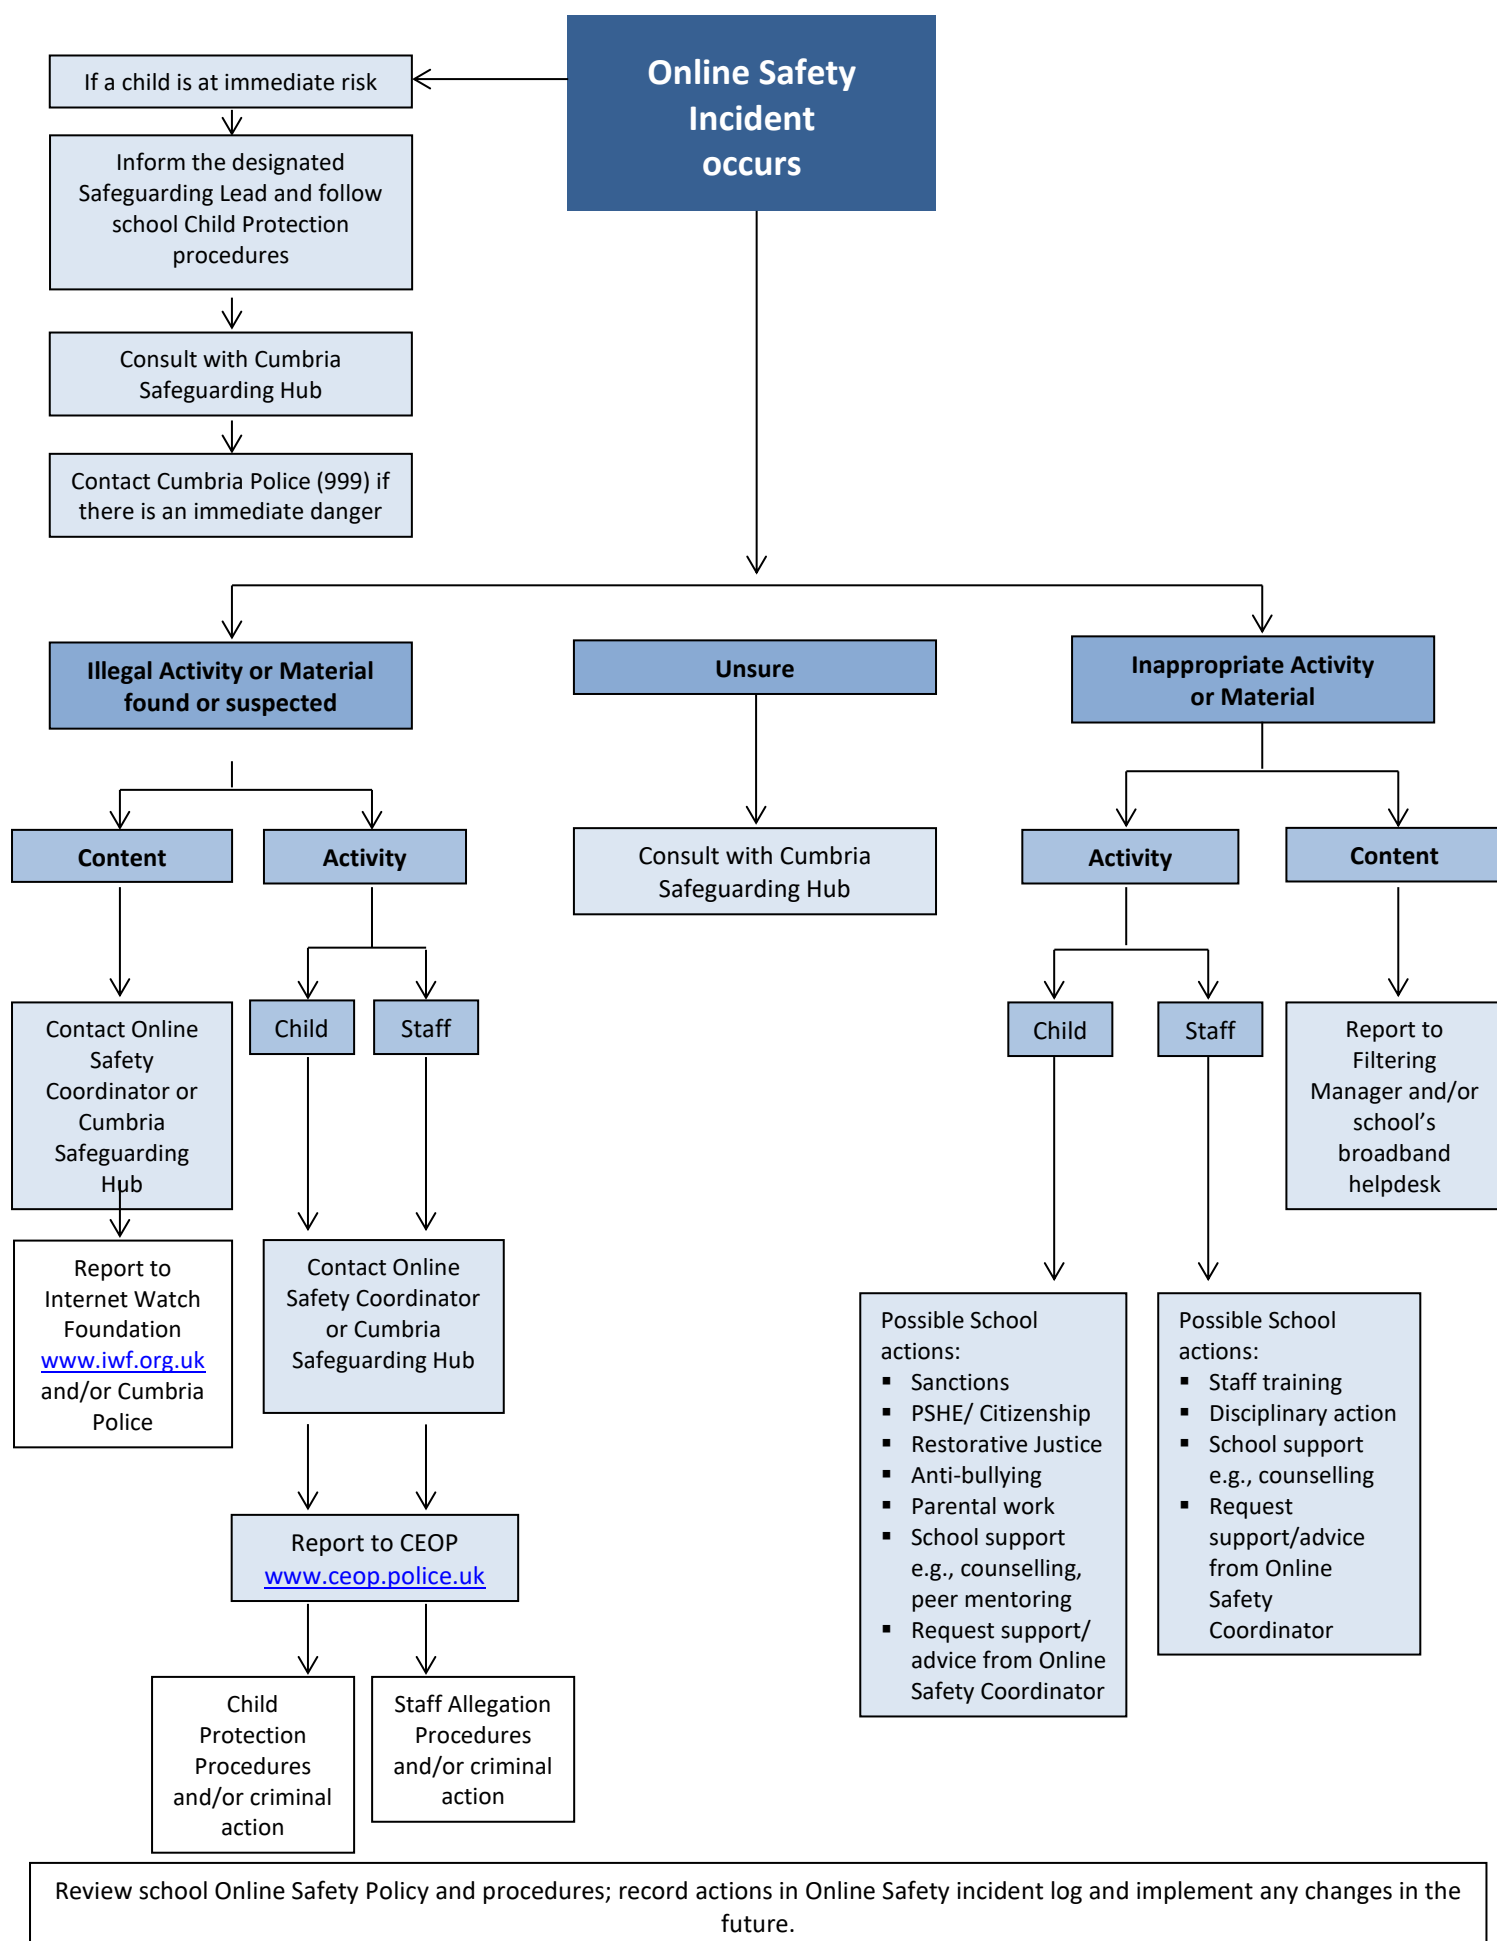 Online Safety
Incident
occurs
If a child is at immediate risk
Inform the designated
Safeguarding Lead and follow
school Child Protection
procedures
Consult with Cumbria
Safeguarding Hub
Contact Cumbria Police (999) if
there is an immediate danger
Illegal Activity or Material
found or suspected
Unsure
Inappropriate Activity
or Material
Content
Activity
Consult with Cumbria
Safeguarding Hub
Activity
Content
Contact Online
Safety
Coordinator or
Cumbria
Safeguarding
Hub
Child
Staff
Child
Staff
Report to
Filtering
Manager and/or
school’s
broadband
helpdesk
Report to
Internet Watch
Foundation
www.iwf.org.uk
and/or Cumbria
Police
Contact Online
Safety Coordinator
or Cumbria
Safeguarding Hub
Possible School
actions:
▪ Sanctions
▪ PSHE/ Citizenship
▪ Restorative Justice
▪ Anti-bullying
▪ Parental work
▪ School support
e.g., counselling,
peer mentoring
▪ Request support/
advice from Online
Safety Coordinator
Possible School
actions:
▪ Staff training
▪ Disciplinary action
▪ School support
e.g., counselling
▪ Request
support/advice
from Online
Safety
Coordinator
Report to CEOP
www.ceop.police.uk
Child
Protection
Procedures
and/or criminal
action
Staff Allegation
Procedures
and/or criminal
action
Review school Online Safety Policy and procedures; record actions in Online Safety incident log and implement any changes in the
future.